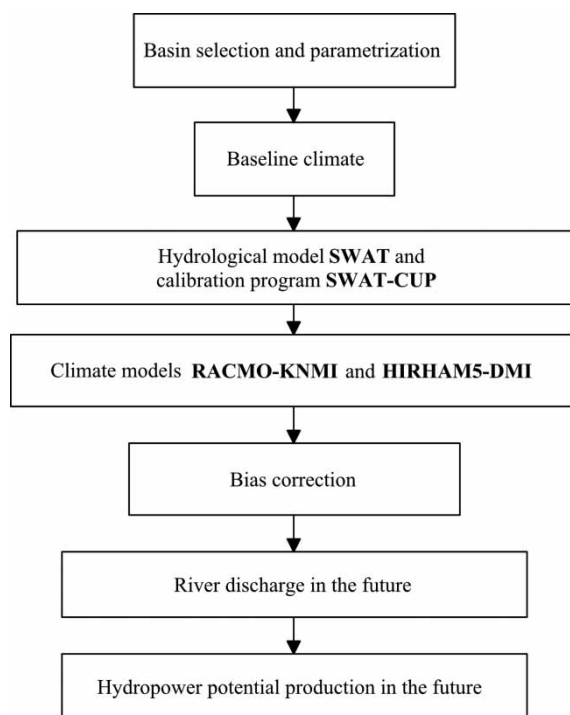 Basin selection and parametrization
Baseline climate
Hydrological model SWAT and
calibration program SWAT-CUP
Climate models RACMO-KNMI and HIRHAM5-DMI
Bias correction
River discharge in the future
Hydropower potential production in the future